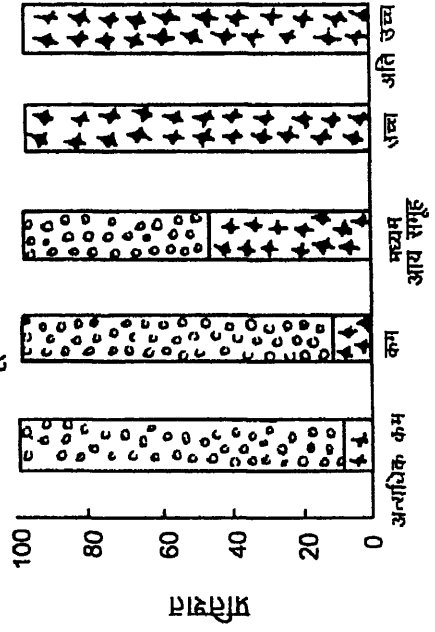 प्रतिशत
100
80
60
40
20
0
अत्यधिक कम
कम
मध्यम
उच्च
अति उच्च
आय समूह